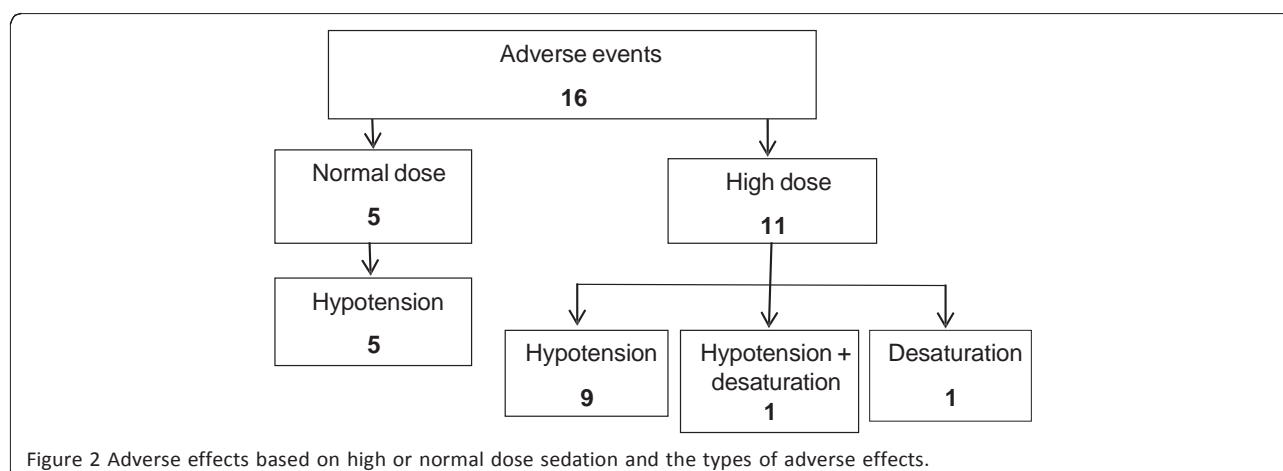 Adverse events
16
Normal dose
5
High dose
11
Hypotension
5
Hypotension
9
Hypotension +
desaturation
1
Desaturation
1
Figure 2 Adverse effects based on high or normal dose sedation and the types of adverse effects.